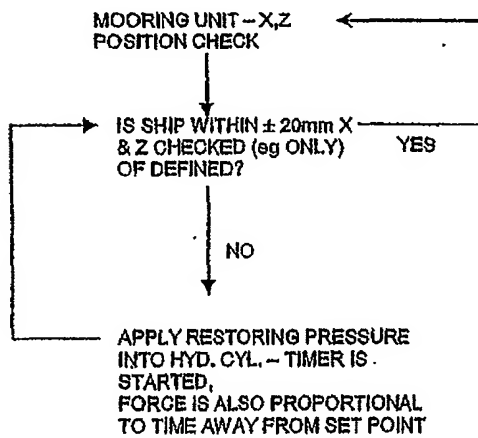 MOORING UNIT – X,Z
POSITION CHECK
IS SHIP WITHIN ± 20mm X
& Z CHECKED (eg ONLY)
OF DEFINED?
YES
NO
APPLY RESTORING PRESSURE
INTO HYD. CYL. – TIMER IS
STARTED,
FORCE IS ALSO PROPORTIONAL
TO TIME AWAY FROM SET POINT